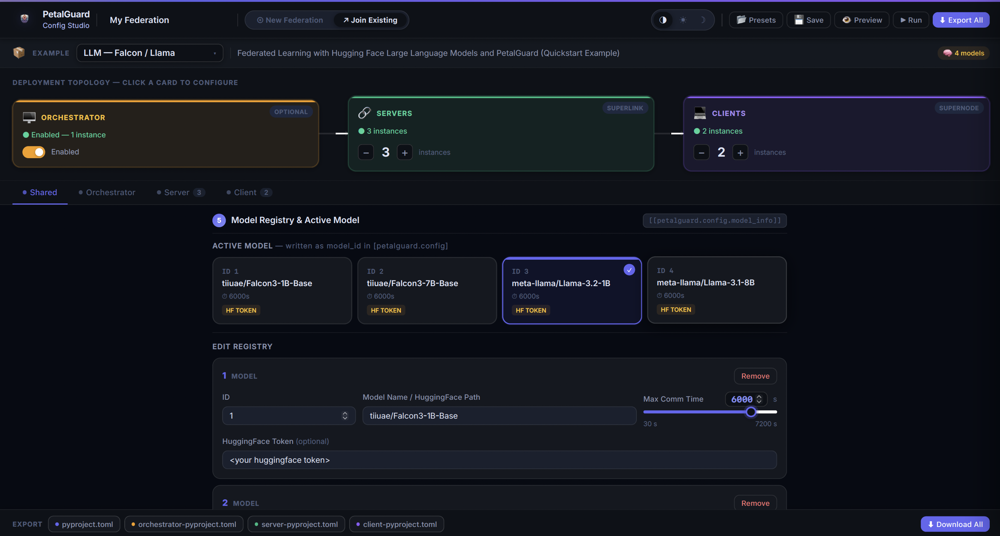 PetalGuard
Config Studio
My Federation
New Federation
Join Existing
Presets
Save
Preview
Run
Export All
EXAMPLE
LLM — Falcon / Llama
Federated Learning with Hugging Face Large Language Models and PetalGuard (Quickstart Example)
4 models
DEPLOYMENT TOPOLOGY — CLICK A CARD TO CONFIGURE
ORCHESTRATOR
OPTIONAL
Enabled — 1 instance
Enabled
SERVERS
SUPERLINK
3 instances
− 3 + instances
CLIENTS
SUPERNODE
2 instances
− 2 + instances
Shared
Orchestrator
Server 3
Client 2
5 Model Registry & Active Model
[[petalguard.config.model_info]]
ACTIVE MODEL — written as model_id in [petalguard.config]
ID 1
tiiuae/Falcon3-1B-Base
6000s
HF TOKEN
ID 2
tiiuae/Falcon3-7B-Base
6000s
HF TOKEN
ID 3
meta-llama/Llama-3.2-1B
6000s
HF TOKEN
ID 4
meta-llama/Llama-3.1-8B
6000s
HF TOKEN
EDIT REGISTRY
1 MODEL
Remove
ID
1
Model Name / HuggingFace Path
tiiuae/Falcon3-1B-Base
Max Comm Time
6000 s
30 s
7200 s
HuggingFace Token (optional)
<your huggingface token>
2 MODEL
Remove
EXPORT
pyproject.toml
orchestrator-pyproject.toml
server-pyproject.toml
client-pyproject.toml
Download All